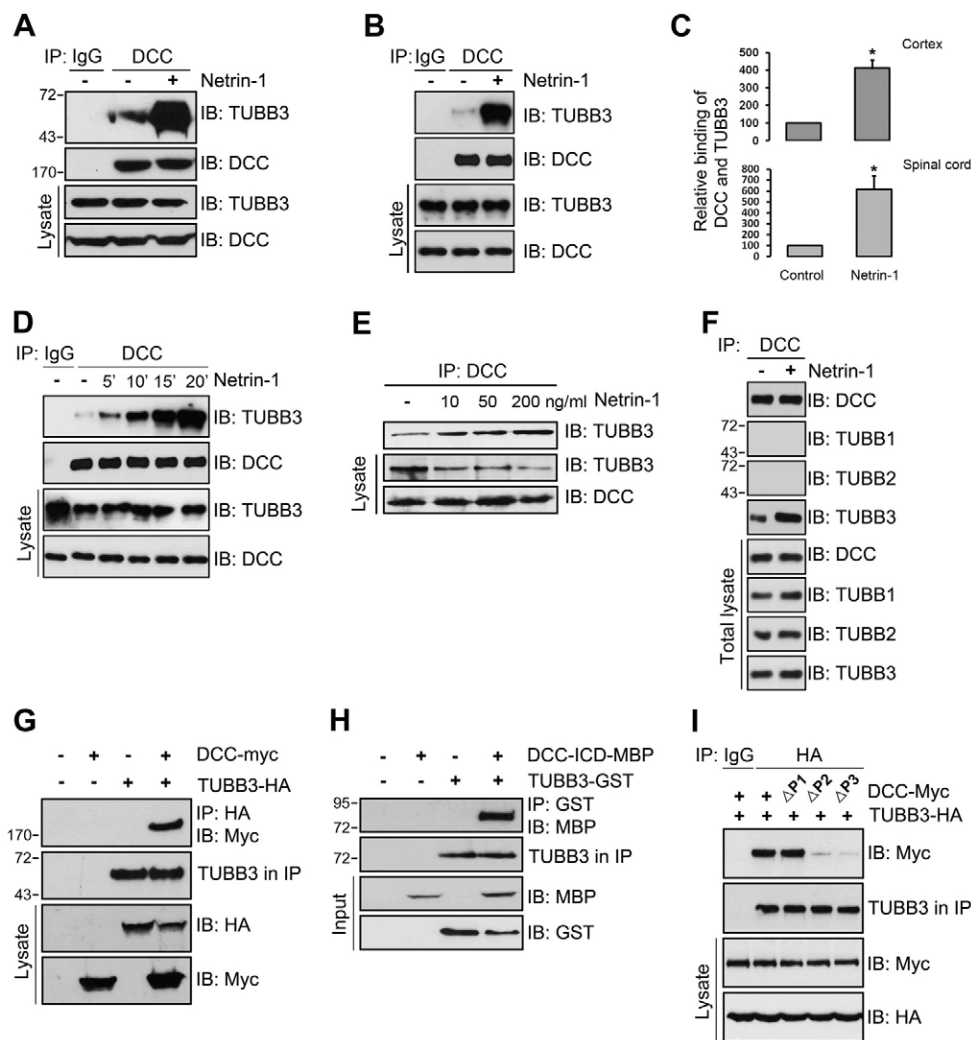 A
IP: IgG DCC
- - + Netrin-1
72-
43-
IB: TUBB3
170-
IB: DCC
Lysate
IB: TUBB3
IB: DCC
B
IP: IgG DCC
- - + Netrin-1
IB: TUBB3
IB: DCC
Lysate
IB: TUBB3
IB: DCC
C
Relative binding of
DCC and TUBB3
500
400
300
200
100
0
*
Cortex
800
700
600
500
400
300
200
100
0
*
Spinal cord
Control Netrin-1
D
IP: IgG DCC
- - 5' 10' 15' 20' Netrin-1
IB: TUBB3
IB: DCC
Lysate
IB: TUBB3
IB: DCC
E
IP: DCC
- 10 50 200 ng/ml Netrin-1
IB: TUBB3
Lysate
IB: TUBB3
IB: DCC
F
IP: DCC
- + Netrin-1
IB: DCC
72-
43-
IB: TUBB1
72-
43-
IB: TUBB2
IB: TUBB3
Total lysate
IB: DCC
IB: TUBB1
IB: TUBB2
IB: TUBB3
G
- + - + DCC-myc
- - + + TUBB3-HA
170-
IP: HA
IB: Myc
72-
43-
TUBB3 in IP
Lysate
IB: HA
IB: Myc
H
- + - + DCC-ICD-MBP
- - + + TUBB3-GST
95-
72-
IP: GST
IB: MBP
72-
TUBB3 in IP
Input
IB: MBP
IB: GST
I
IP: IgG HA
+ + △P1 △P2 △P3 DCC-Myc
+ + + + + TUBB3-HA
IB: Myc
TUBB3 in IP
Lysate
IB: Myc
IB: HA